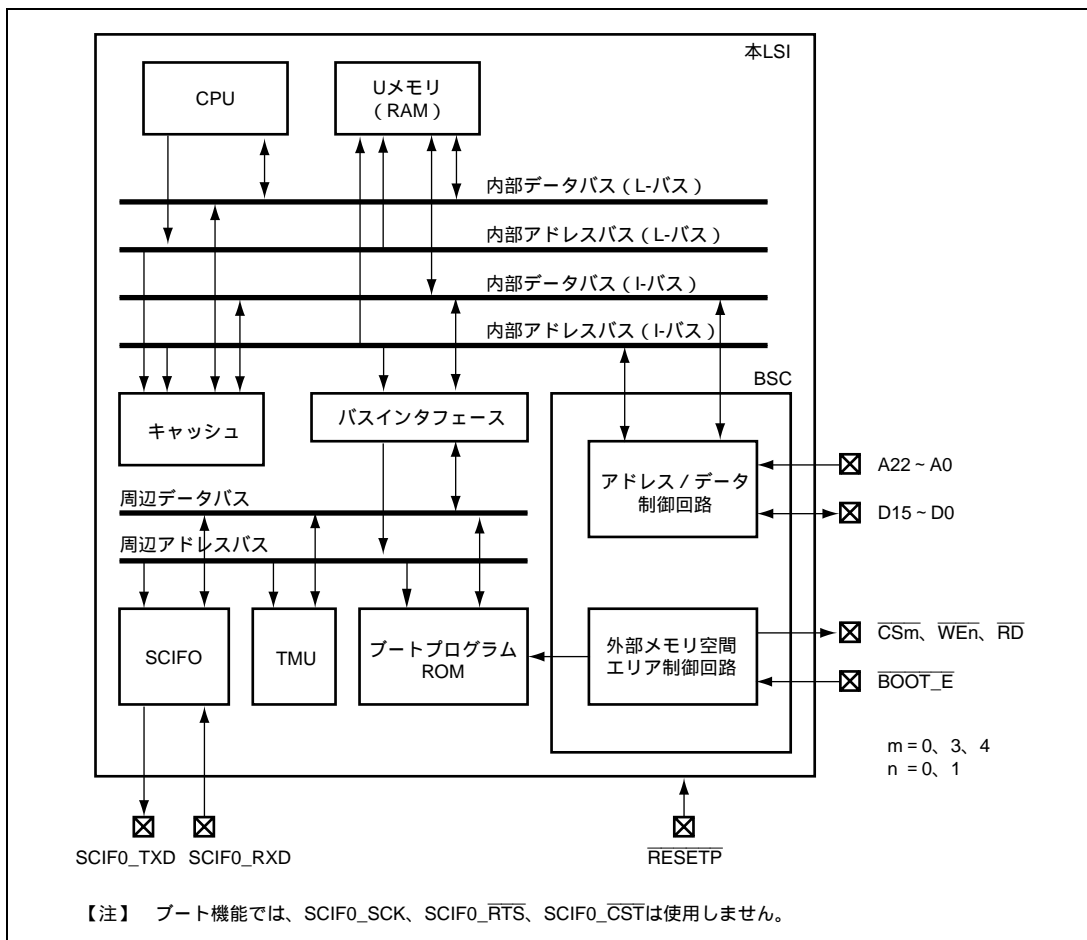 本LSI
CPU
Uメモリ
(RAM)
内部データバス(L-バス)
内部アドレスバス(L-バス)
内部データバス(I-バス)
内部アドレスバス(I-バス)
BSC
キャッシュ
バスインタフェース
アドレス/データ
制御回路
A22~A0
D15~D0
周辺データバス
周辺アドレスバス
SCIFO
TMU
ブートプログラム
ROM
外部メモリ空間
エリア制御回路
CSm、WEn、RD
BOOT_E
m = 0、3、4
n = 0、1
SCIF0_TXD
SCIF0_RXD
RESETP
【注】 ブート機能では、SCIF0_SCK、SCIF0_RTS、SCIF0_CSTは使用しません。